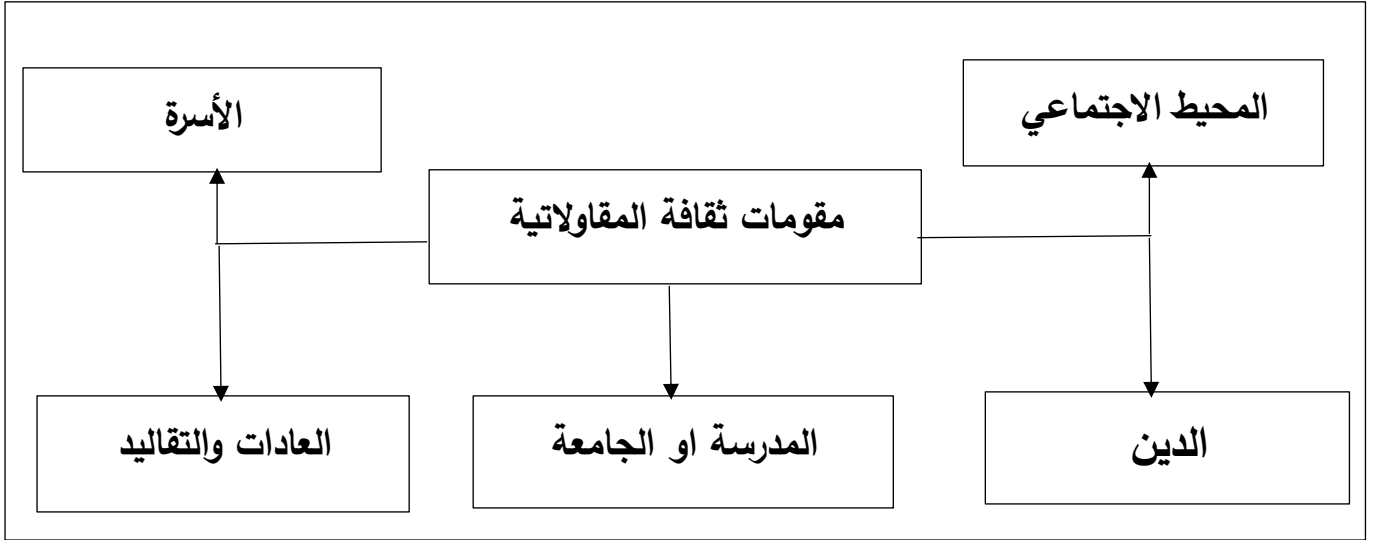 المحيط الاجتماعي
الأسرة
مقومات ثقافة المقاولاتية
الدين
المدرسة او الجامعة
العادات والتقاليد